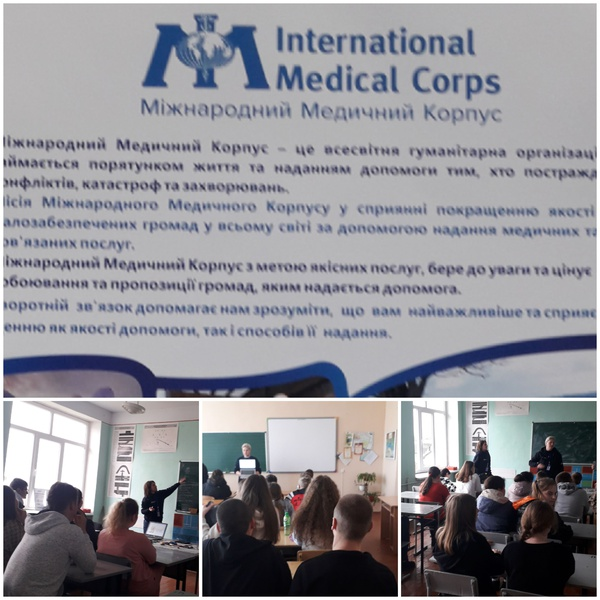 International
Medical Corps
Міжнародний Медичний Корпус
іжнародний Медичний Корпус – це всесвітня гуманітарна організаці
аймається порятунком життя та наданням допомоги тим, хто постражда
онфліктів, катастроф та захворювань.
ісія Міжнародного Медичного Корпусу у сприянні покращенню якості
алозабезпечених громад у всьому світі за допомогою надання медичних та
ов'язаних послуг.
іжнародний Медичний Корпус з метою якісних послуг, бере до уваги та цінує
обоювання та пропозиції громад, яким надається допомога.
воротній зв'язок допомагає нам зрозуміти, що вам найважливіше та сприяє
енню як якості допомоги, так і способів її надання.